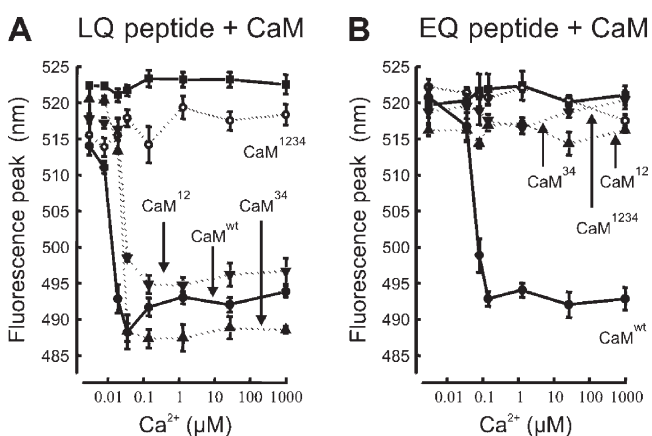 A LQ peptide + CaM
Fluorescence peak (nm)
525
520
515
510
505
500
495
490
485
CaM¹²³⁴
CaM¹²
CaMʷᵗ
CaM³⁴
0.01 0.1 1 10 100 1000
Ca²⁺ (μM)
B EQ peptide + CaM
Fluorescence peak (nm)
525
520
515
510
505
500
495
490
485
CaM³⁴
CaM¹²
CaM¹²³⁴
CaMʷᵗ
0.01 0.1 1 10 100 1000
Ca²⁺ (μM)